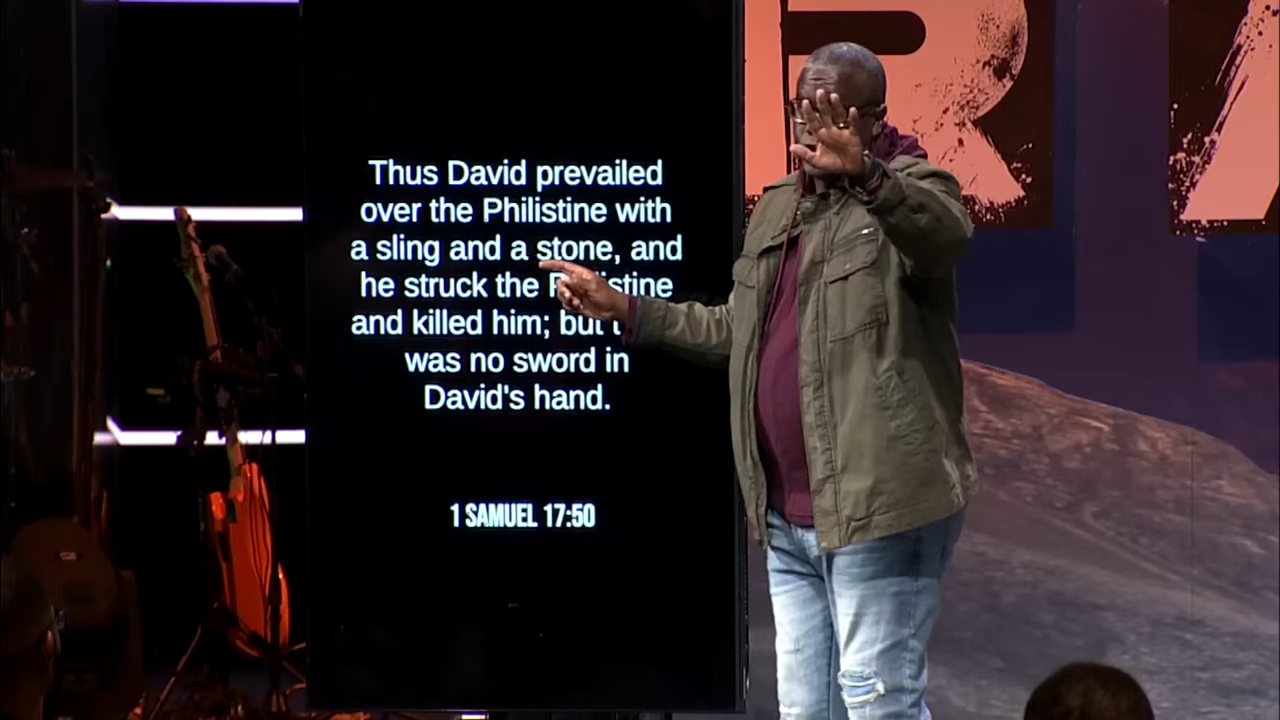 Thus David prevailed
over the Philistine with
a sling and a stone, and
he struck the
and killed him; but
was no sword in
David's hand.
1 SAMUEL 17:50
RA